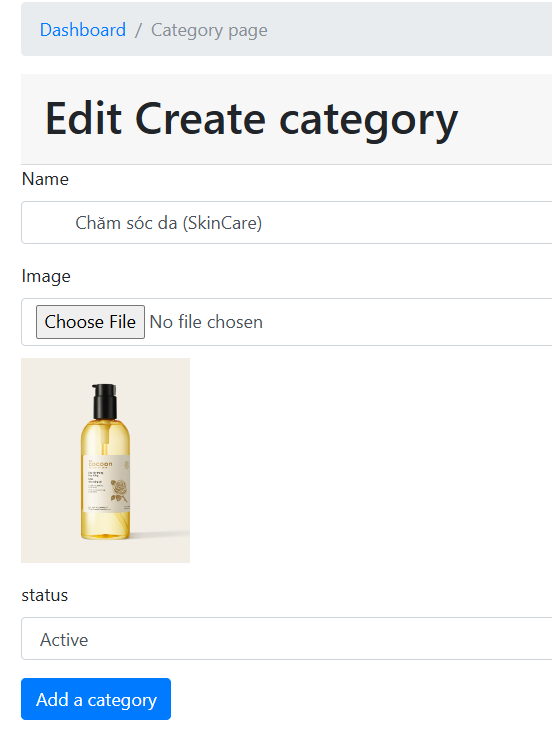 Dashboard / Category page
Edit Create category
Name
Chăm sóc da (SkinCare)
Image
Choose File No file chosen
cocoon
status
Active
Add a category